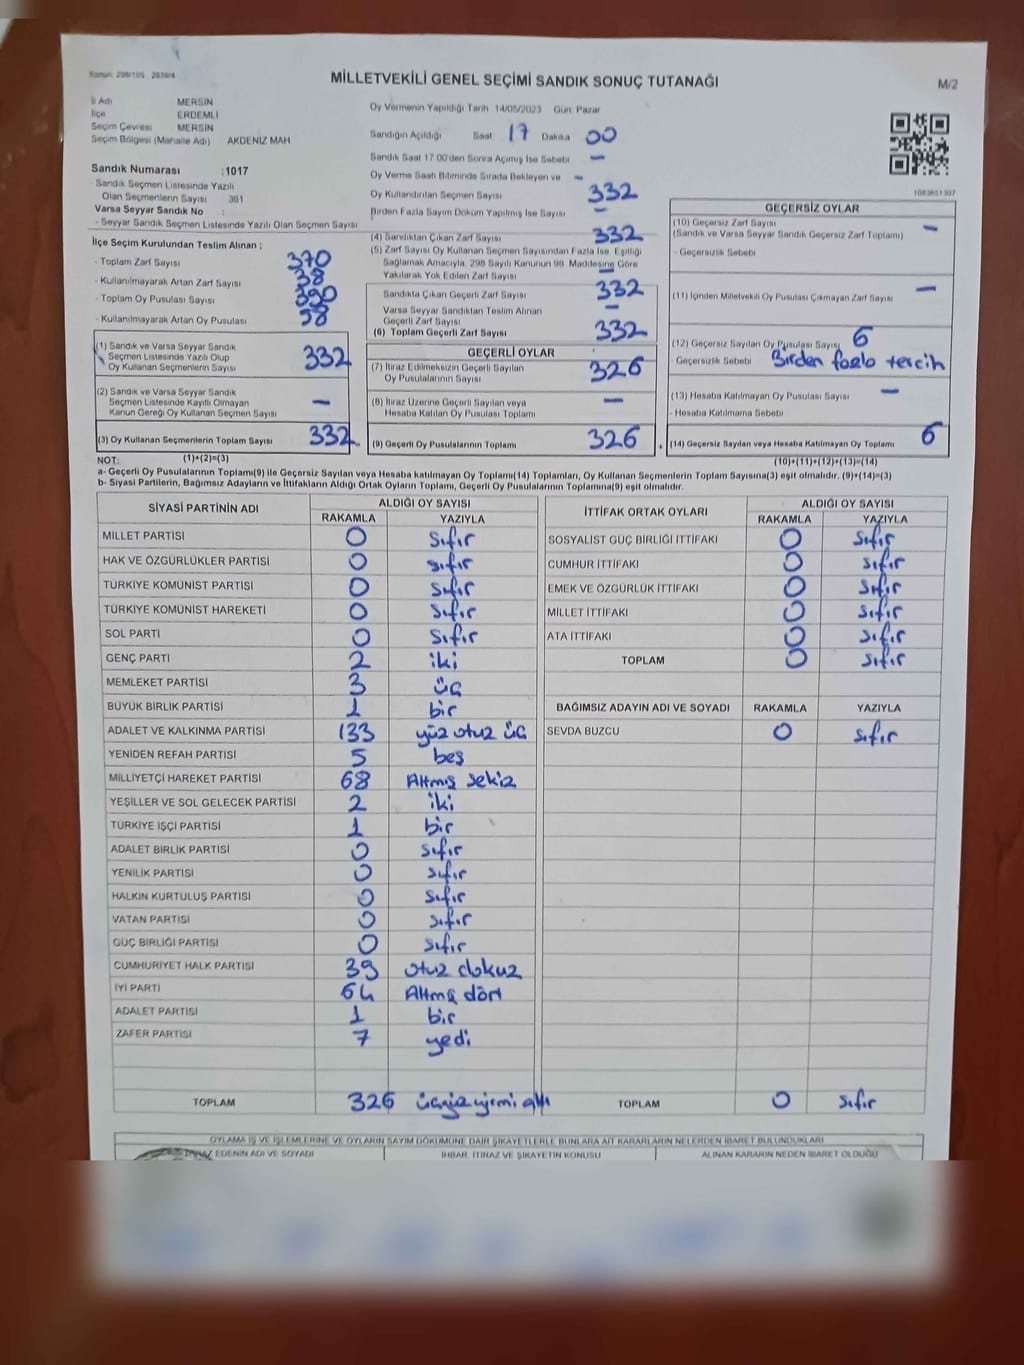 Kanun: 298/105 , 2839/4
MİLLETVEKİLİ GENEL SEÇİMİ SANDIK SONUÇ TUTANAĞI
M/2
İl Adı MERSİN
İlçe ERDEMLİ
Seçim Çevresi MERSİN
Seçim Bölgesi (Mahalle Adı) AKDENİZ MAH
Sandık Numarası :1017
- Sandık Seçmen Listesinde Yazılı
Olan Seçmenlerin Sayısı 361
Varsa Seyyar Sandık No :
- Seyyar Sandık Seçmen Listesinde Yazılı Olan Seçmen Sayısı
İlçe Seçim Kurulundan Teslim Alınan ;
- Toplam Zarf Sayısı 370
- Kullanılmayarak Artan Zarf Sayısı 38
- Toplam Oy Pusulası Sayısı 390
- Kullanılmayarak Artan Oy Pusulası 58
(1) Sandık ve Varsa Seyyar Sandık
Seçmen Listesinde Yazılı Olup
Oy Kullanan Seçmenlerin Sayısı 332
(2) Sandık ve Varsa Seyyar Sandık
Seçmen Listesinde Kayıtlı Olmayan
Kanun Gereği Oy Kullanan Seçmen Sayısı –
(3) Oy Kullanan Seçmenlerin Toplam Sayısı 332
(1)+(2)=(3)
Oy Vermenin Yapıldığı Tarih 14/05/2023 Gün: Pazar
Sandığın Açıldığı Saat 17 Dakika 00
Sandık Saat 17 00'den Sonra Açılmış İse Sebebi –
Oy Verme Saati Bitiminde Sırada Bekleyen ve –
Oy Kullandırılan Seçmen Sayısı 332
Birden Fazla Sayım Döküm Yapılmış İse Sayısı –
(4) Sandıktan Çıkan Zarf Sayısı 332
(5) Zarf Sayısı Oy Kullanan Seçmen Sayısından Fazla İse, Eşitliği
Sağlamak Amacıyla, 298 Sayılı Kanunun 98. Maddesine Göre
Yakılarak Yok Edilen Zarf Sayısı –
Sandıkta Çıkan Geçerli Zarf Sayısı 332
Varsa Seyyar Sandıktan Teslim Alınan
Geçerli Zarf Sayısı –
(6) Toplam Geçerli Zarf Sayısı 332
GEÇERLİ OYLAR
(7) İtiraz Edilmeksizin Geçerli Sayılan
Oy Pusulalarının Sayısı 326
(8) İtiraz Üzerine Geçerli Sayılan veya
Hesaba Katılan Oy Pusulası Toplamı –
(9) Geçerli Oy Pusulalarının Toplamı 326
1083651307
GEÇERSİZ OYLAR
(10) Geçersiz Zarf Sayısı
(Sandık ve Varsa Seyyar Sandık Geçersiz Zarf Toplamı) –
- Geçersizlik Sebebi
(11) İçinden Milletvekili Oy Pusulası Çıkmayan Zarf Sayısı –
(12) Geçersiz Sayılan Oy Pusulası Sayısı 6
- Geçersizlik Sebebi Birden fazla tercih
(13) Hesaba Katılmayan Oy Pusulası Sayısı –
- Hesaba Katılmama Sebebi
(14) Geçersiz Sayılan veya Hesaba Katılmayan Oy Toplamı 6
(10)+(11)+(12)+(13)=(14)
NOT:
a- Geçerli Oy Pusulalarının Toplamı(9) ile Geçersiz Sayılan veya Hesaba katılmayan Oy Toplamı(14) Toplamları, Oy Kullanan Seçmenlerin Toplam Sayısına(3) eşit olmalıdır. (9)+(14)=(3)
b- Siyasi Partilerin, Bağımsız Adayların ve İttifakların Aldığı Ortak Oyların Toplamı, Geçerli Oy Pusulalarının Toplamına(9) eşit olmalıdır.
SİYASİ PARTİNİN ADI ALDIĞI OY SAYISI
RAKAMLA YAZIYLA
MİLLET PARTİSİ 0 sıfır
HAK VE ÖZGÜRLÜKLER PARTİSİ 0 sıfır
TÜRKİYE KOMÜNİST PARTİSİ 0 sıfır
TÜRKİYE KOMÜNİST HAREKETİ 0 sıfır
SOL PARTİ 0 sıfır
GENÇ PARTİ 2 iki
MEMLEKET PARTİSİ 3 üç
BÜYÜK BİRLİK PARTİSİ 1 bir
ADALET VE KALKINMA PARTİSİ 133 yüz otuz üç
YENİDEN REFAH PARTİSİ 5 beş
MİLLİYETÇİ HAREKET PARTİSİ 68 Altmış sekiz
YEŞİLLER VE SOL GELECEK PARTİSİ 2 iki
TÜRKİYE İŞÇİ PARTİSİ 1 bir
ADALET BİRLİK PARTİSİ 0 sıfır
YENİLİK PARTİSİ 0 sıfır
HALKIN KURTULUŞ PARTİSİ 0 sıfır
VATAN PARTİSİ 0 sıfır
GÜÇ BİRLİĞİ PARTİSİ 0 sıfır
CUMHURİYET HALK PARTİSİ 39 otuz dokuz
İYİ PARTİ 64 Altmış dört
ADALET PARTİSİ 1 bir
ZAFER PARTİSİ 7 yedi
TOPLAM 326 üçyüz yirmi altı
İTTİFAK ORTAK OYLARI ALDIĞI OY SAYISI
RAKAMLA YAZIYLA
SOSYALİST GÜÇ BİRLİĞİ İTTİFAKI 0 sıfır
CUMHUR İTTİFAKI 0 sıfır
EMEK VE ÖZGÜRLÜK İTTİFAKI 0 sıfır
MİLLET İTTİFAKI 0 sıfır
ATA İTTİFAKI 0 sıfır
TOPLAM 0 sıfır
BAĞIMSIZ ADAYIN ADI VE SOYADI RAKAMLA YAZIYLA
SEVDA BUZCU 0 sıfır
TOPLAM 0 sıfır
OYLAMA İŞ VE İŞLEMLERİNE VE OYLARIN SAYIM DÖKÜMÜNE DAİR ŞİKAYETLERLE BUNLARA AİT KARARLARIN NELERDEN İBARET BULUNDUKLARI
EDENİN ADI VE SOYADI İHBAR, İTİRAZ VE ŞİKAYETİN KONUSU ALINAN KARARIN NEDEN İBARET OLDUĞU